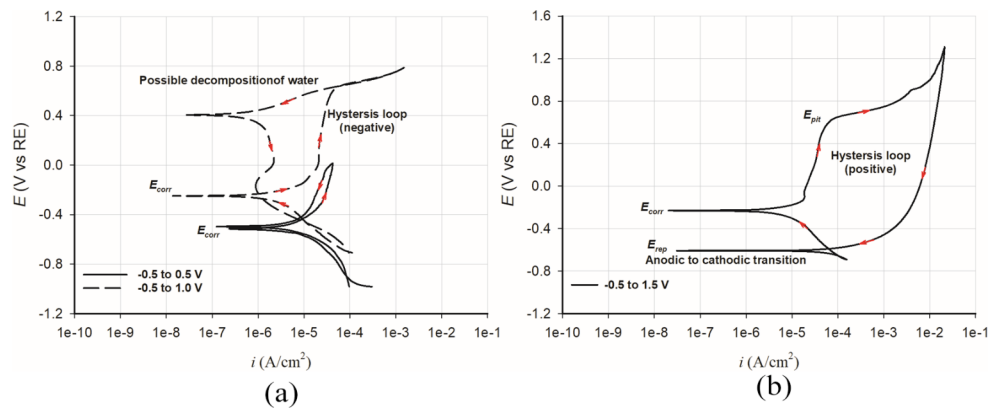 1.2
0.8
0.4
0.0
-0.4
-0.8
-1.2
E (V vs RE)
Possible decompositionof water
Hystersis loop
(negative)
Ecorr
Ecorr
-0.5 to 0.5 V
-0.5 to 1.0 V
1e-10 1e-9 1e-8 1e-7 1e-6 1e-5 1e-4 1e-3 1e-2 1e-1
i (A/cm²)
(a)
1.6
1.2
0.8
0.4
0.0
-0.4
-0.8
-1.2
E (V vs RE)
Epit
Hystersis loop
(positive)
Ecorr
Erep
Anodic to cathodic transition
-0.5 to 1.5 V
1e-10 1e-9 1e-8 1e-7 1e-6 1e-5 1e-4 1e-3 1e-2 1e-1
i (A/cm²)
(b)